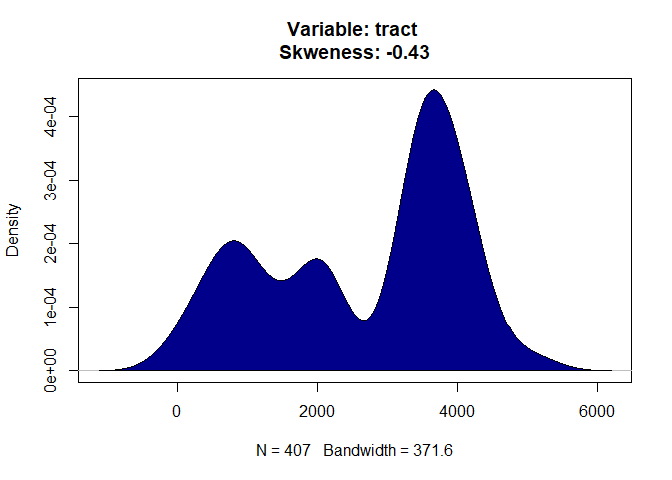 Variable: tract
Skweness: -0.43
Density
4e-04
3e-04
2e-04
1e-04
0e+00
0 2000 4000 6000
N = 407 Bandwidth = 371.6